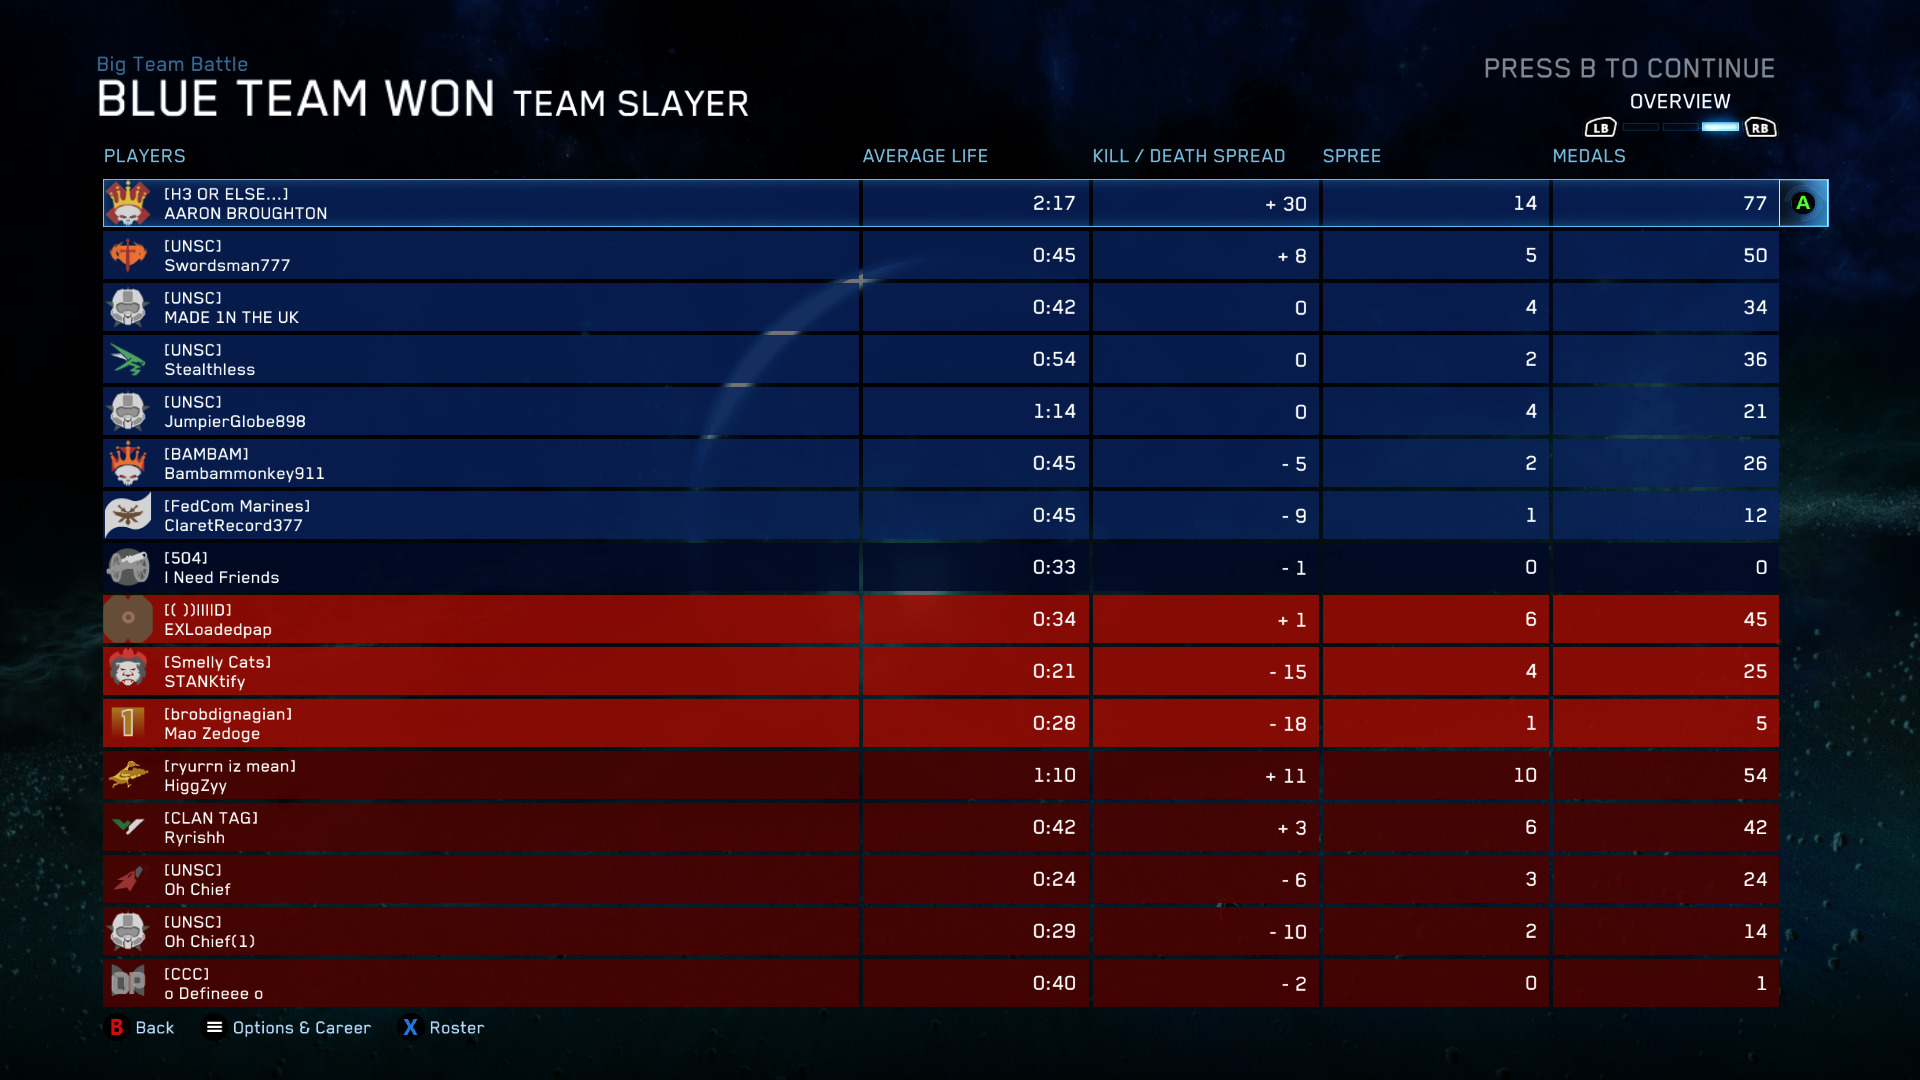 Big Team Battle
BLUE TEAM WON TEAM SLAYER
PRESS B TO CONTINUE
OVERVIEW
LB RB
PLAYERS AVERAGE LIFE KILL / DEATH SPREAD SPREE MEDALS
[H3 OR ELSE...]
AARON BROUGHTON 2:17 + 30 14 77 A
[UNSC]
Swordsman777 0:45 + 8 5 50
[UNSC]
MADE 1N THE UK 0:42 0 4 34
[UNSC]
Stealthless 0:54 0 2 36
[UNSC]
JumpierGlobe898 1:14 0 4 21
[BAMBAM]
Bambammonkey911 0:45 - 5 2 26
[FedCom Marines]
ClaretRecord377 0:45 - 9 1 12
[504]
I Need Friends 0:33 - 1 0 0
[( ))IIIID]
EXLoadedpap 0:34 + 1 6 45
[Smelly Cats]
STANKtify 0:21 - 15 4 25
1
[brobdignagian]
Mao Zedoge 0:28 - 18 1 5
[ryurrn iz mean]
HiggZyy 1:10 + 11 10 54
[CLAN TAG]
Ryrishh 0:42 + 3 6 42
[UNSC]
Oh Chief 0:24 - 6 3 24
[UNSC]
Oh Chief(1) 0:29 - 10 2 14
[CCC]
o Defineee o 0:40 - 2 0 1
B Back Options & Career X Roster